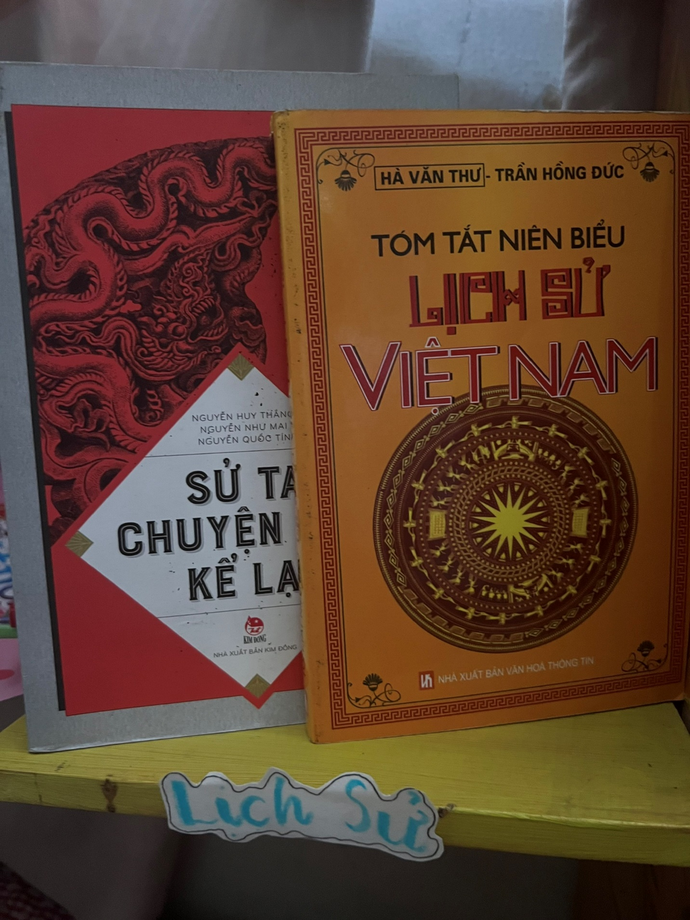 NGUYỄN HUY THẮNG
NGUYỄN NHƯ MAI
NGUYỄN QUỐC TÍN
SỬ TA
CHUYỆN
KỂ LẠ
KIM ĐỒNG
NHÀ XUẤT BẢN KIM ĐỒNG
HÀ VĂN THƯ - TRẦN HỒNG ĐỨC
TÓM TẮT NIÊN BIỂU
LỊCH SỬ
VIỆT NAM
NHÀ XUẤT BẢN VĂN HOÁ THÔNG TIN
Lịch Sử